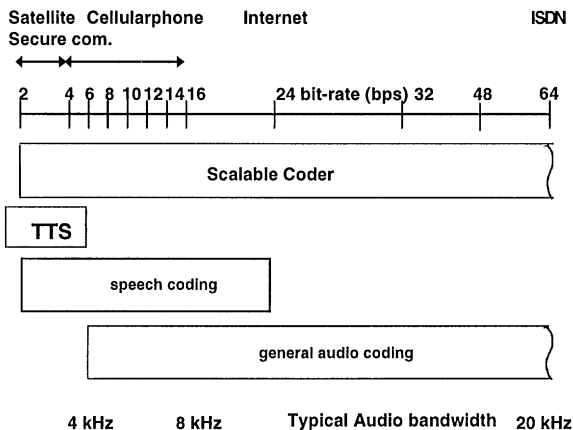 Satellite Cellularphone Internet ISDN
Secure com.
2 4 6 8 10 12 14 16 24 bit-rate (bps) 32 48 64
Scalable Coder
TTS
speech coding
general audio coding
4 kHz 8 kHz Typical Audio bandwidth 20 kHz